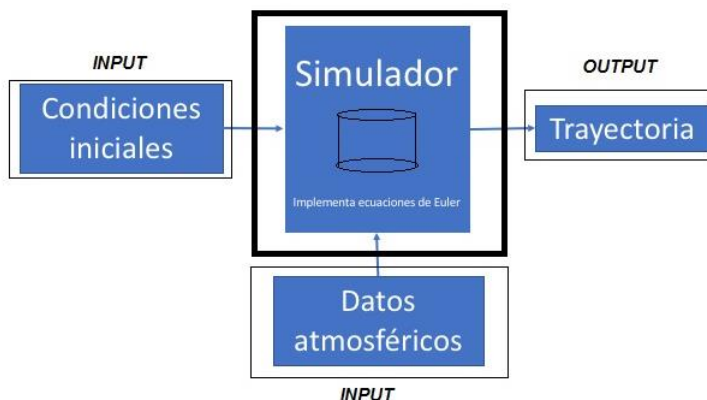 INPUT
Condiciones
iniciales
Simulador
Implementa ecuaciones de Euler
OUTPUT
Trayectoria
Datos
atmosféricos
INPUT